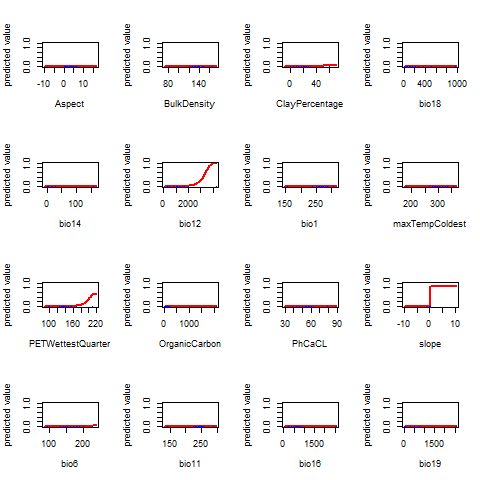 predicted value 0.0 1.0 -10 0 5 15 Aspect
predicted value 0.0 1.0 80 140 BulkDensity
predicted value 0.0 1.0 0 40 ClayPercentage
predicted value 0.0 1.0 0 400 1000 bio18
predicted value 0.0 1.0 0 100 bio14
predicted value 0.0 1.0 0 2000 bio12
predicted value 0.0 1.0 150 250 bio1
predicted value 0.0 1.0 200 300 maxTempColdest
predicted value 0.0 1.0 100 160 220 PETWettestQuarter
predicted value 0.0 1.0 0 1000 OrganicCarbon
predicted value 0.0 1.0 30 50 70 90 PhCaCL
predicted value 0.0 1.0 -10 0 10 slope
predicted value 0.0 1.0 100 200 bio6
predicted value 0.0 1.0 150 250 bio11
predicted value 0.0 1.0 0 1500 bio16
predicted value 0.0 1.0 0 1500 bio19